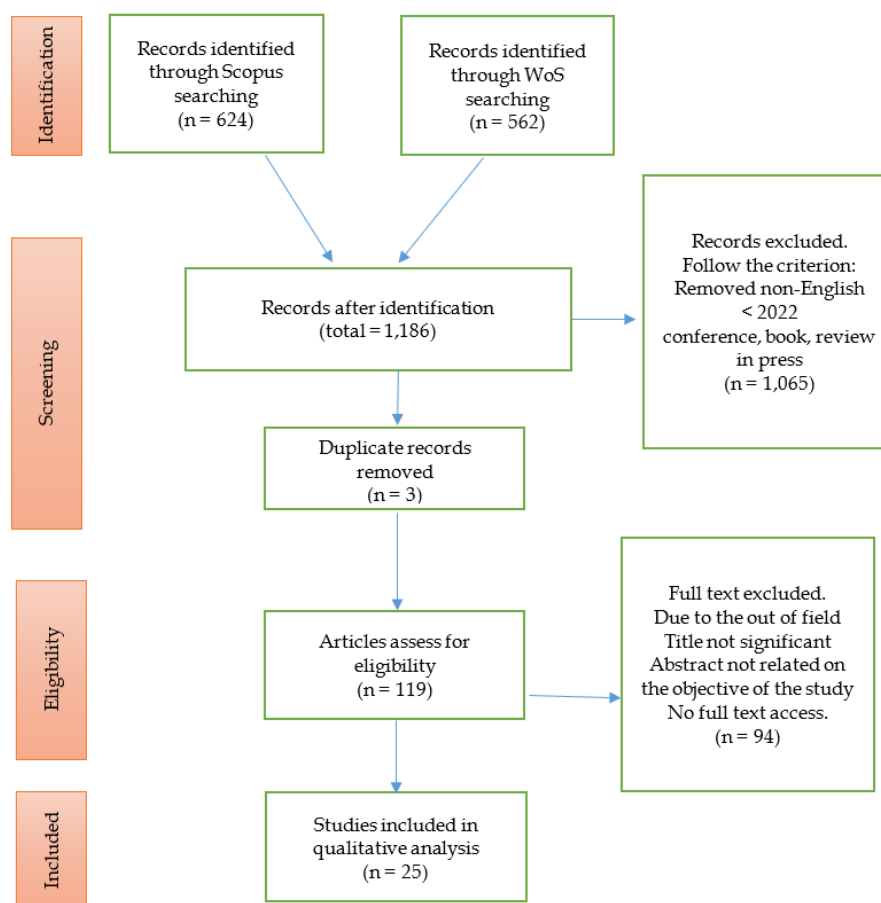 Identification
Records identified
through Scopus
searching
(n = 624)
Records identified
through WoS
searching
(n = 562)
Screening
Records after identification
(total = 1,186)
Records excluded.
Follow the criterion:
Removed non-English
< 2022
conference, book, review
in press
(n = 1,065)
Duplicate records
removed
(n = 3)
Eligibility
Articles assess for
eligibility
(n = 119)
Full text excluded.
Due to the out of field
Title not significant
Abstract not related on
the objective of the study
No full text access.
(n = 94)
Included
Studies included in
qualitative analysis
(n = 25)